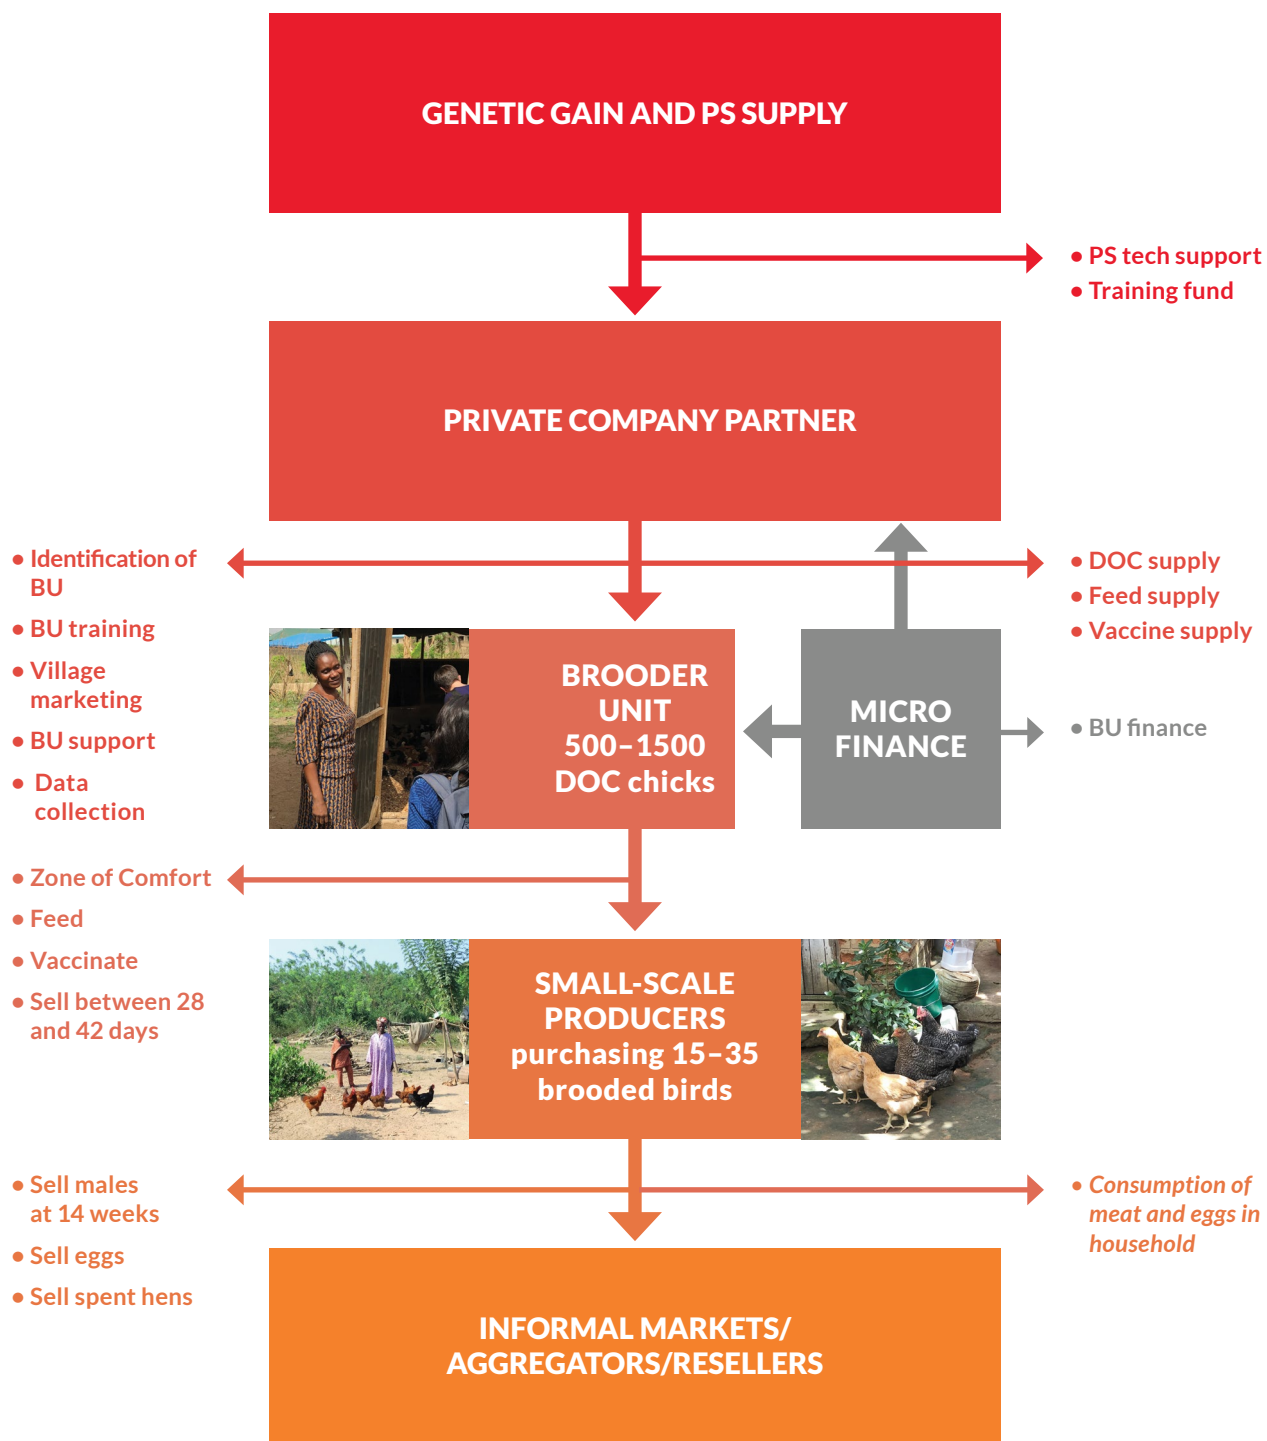 GENETIC GAIN AND PS SUPPLY
• PS tech support
• Training fund
PRIVATE COMPANY PARTNER
• Identification of
BU
• BU training
• Village
marketing
• BU support
• Data
collection
• DOC supply
• Feed supply
• Vaccine supply
BROODER
UNIT
500–1500
DOC chicks
MICRO
FINANCE
• BU finance
• Zone of Comfort
• Feed
• Vaccinate
• Sell between 28
and 42 days
SMALL-SCALE
PRODUCERS
purchasing 15–35
brooded birds
• Sell males
at 14 weeks
• Sell eggs
• Sell spent hens
• Consumption of
meat and eggs in
household
INFORMAL MARKETS/
AGGREGATORS/RESELLERS